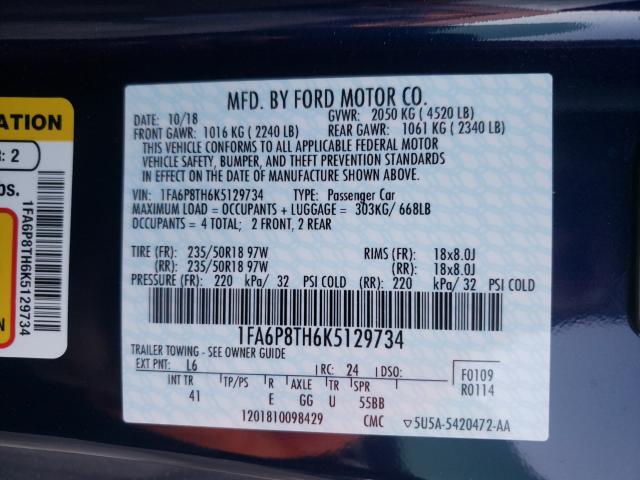 ATION
R: 2
bs.
1FA6P8TH6K5129734
N
MFD. BY FORD MOTOR CO.
DATE: 10/18 GVWR: 2050 KG ( 4520 LB)
FRONT GAWR: 1016 KG ( 2240 LB) REAR GAWR: 1061 KG ( 2340 LB)
THIS VEHICLE CONFORMS TO ALL APPLICABLE FEDERAL MOTOR
VEHICLE SAFETY, BUMPER, AND THEFT PREVENTION STANDARDS
IN EFFECT ON THE DATE OF MANUFACTURE SHOWN ABOVE.
VIN: 1FA6P8TH6K5129734 TYPE: Passenger Car
MAXIMUM LOAD = OCCUPANTS + LUGGAGE = 303KG/ 668LB
OCCUPANTS = 4 TOTAL; 2 FRONT, 2 REAR
TIRE (FR): 235/50R18 97W RIMS (FR): 18x8.0J
(RR): 235/50R18 97W (RR): 18x8.0J
PRESSURE (FR): 220 kPa/ 32 PSI COLD (RR): 220 kPa/ 32 PSI COLD
1FA6P8TH6K5129734
TRAILER TOWING - SEE OWNER GUIDE
EXT PNT: L6 RC: 24 DSO:
F0109
R0114
INT TR TP/PS R AXLE TR SPR
41 E GG U 55BB
1201810098429 CMC ▽5U5A-5420472-AA